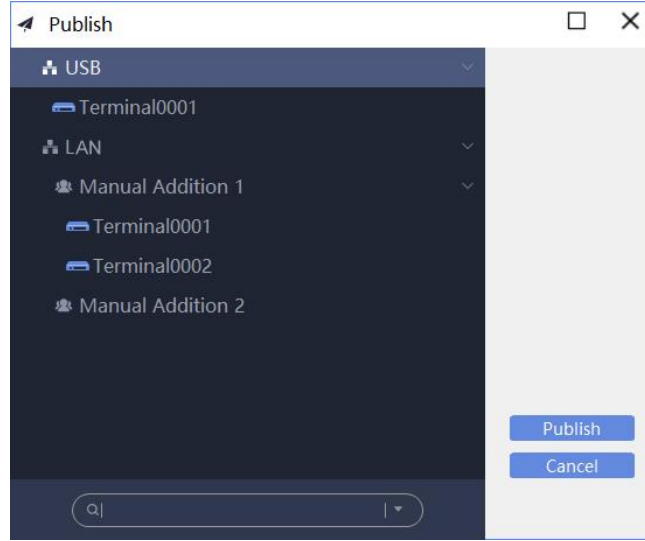 Publish
USB
Terminal0001
LAN
Manual Addition 1
Terminal0001
Terminal0002
Manual Addition 2
Publish
Cancel